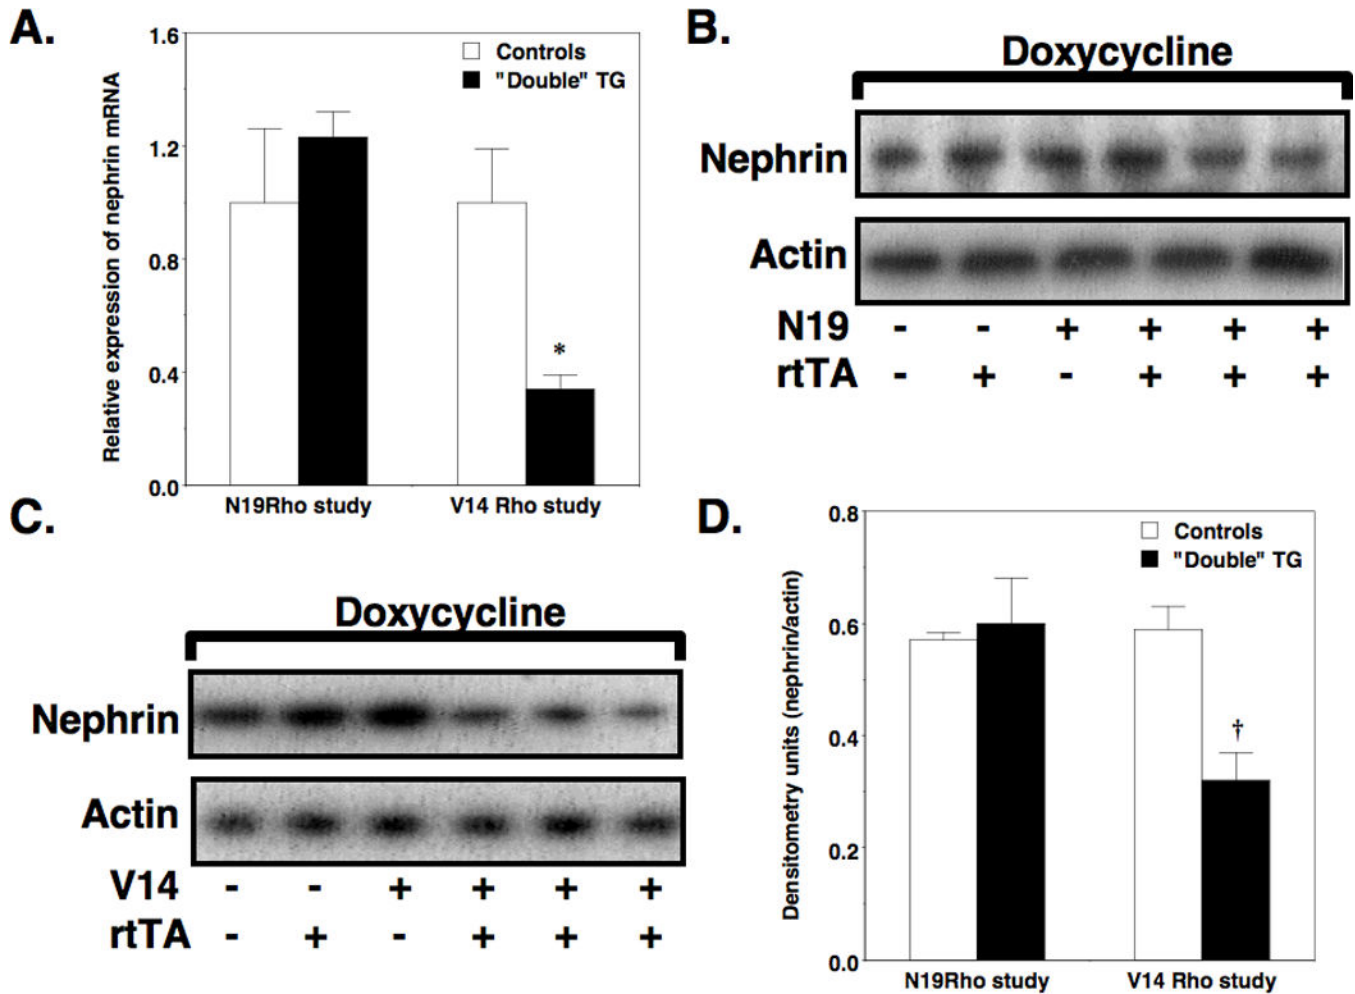 A.
1.6
1.2
0.8
0.4
0.0
Relative expression of nephrin mRNA
Controls
"Double" TG
*
N19Rho study
V14 Rho study
B.
Doxycycline
Nephrin
Actin
N19 - - + + + +
rtTA - + - + + +
C.
Doxycycline
Nephrin
Actin
V14 - - + + + +
rtTA - + - + + +
D.
0.8
0.6
0.4
0.2
0.0
Densitometry units (nephrin/actin)
Controls
"Double" TG
†
N19Rho study
V14 Rho study